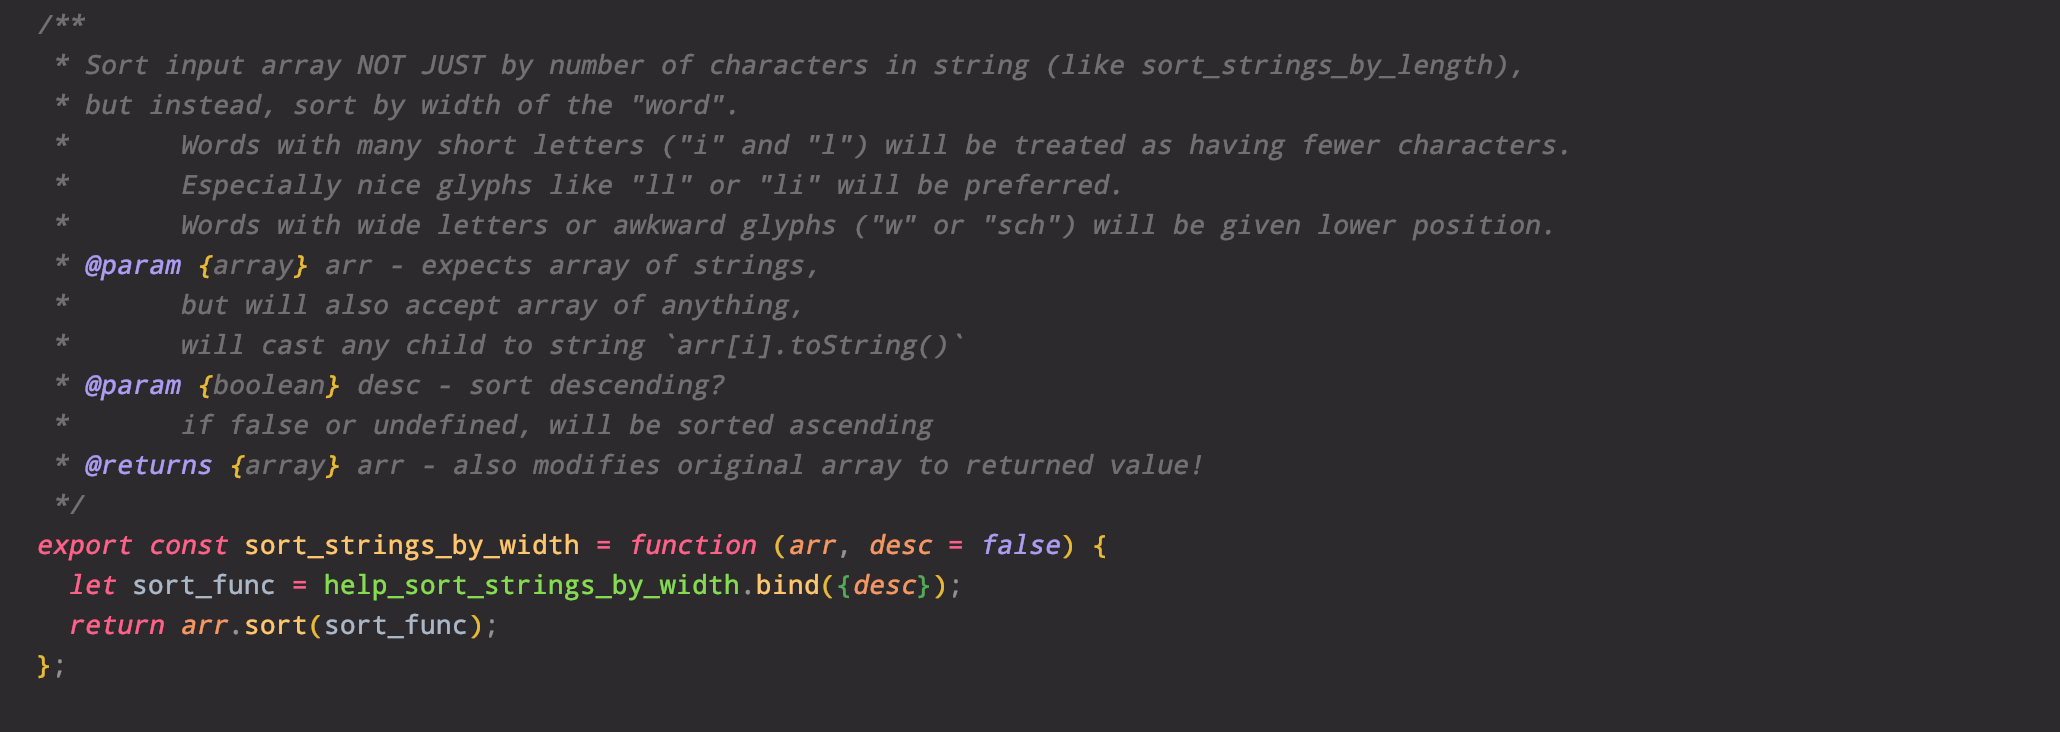 /**
 * Sort input array NOT JUST by number of characters in string (like sort_strings_by_length),
 * but instead, sort by width of the "word".
 *       Words with many short letters ("i" and "l") will be treated as having fewer characters.
 *       Especially nice glyphs like "ll" or "li" will be preferred.
 *       Words with wide letters or awkward glyphs ("w" or "sch") will be given lower position.
 * @param {array} arr - expects array of strings,
 *       but will also accept array of anything,
 *       will cast any child to string `arr[i].toString()`
 * @param {boolean} desc - sort descending?
 *       if false or undefined, will be sorted ascending
 * @returns {array} arr - also modifies original array to returned value!
 */
export const sort_strings_by_width = function (arr, desc = false) {
  let sort_func = help_sort_strings_by_width.bind({desc});
  return arr.sort(sort_func);
};